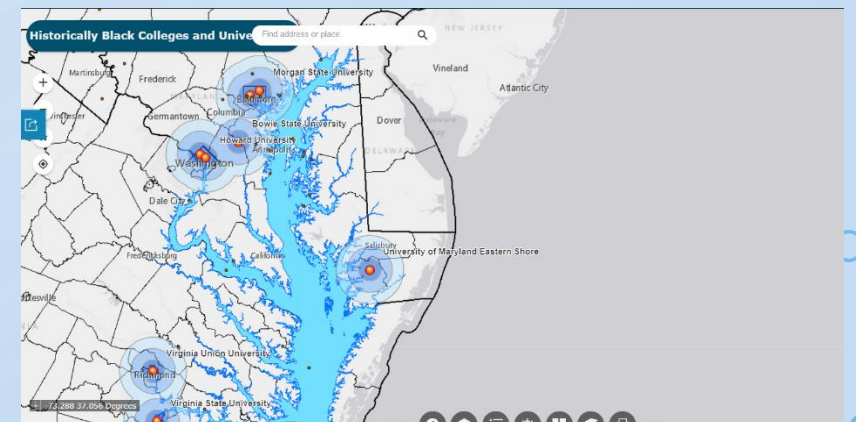 NEW JERSEY
Historically Black Colleges and Unive
Find address or place
Martinsburg
Frederick
Morgan State University
Vineland
Atlantic City
Baltimore
Germantown
Columbia
Bowie State University
Dover
Howard University
Annapolis
DELAWARE
Washington
Dale City
Salisbury
University of Maryland Eastern Shore
Fredericksburg
California
Virginia Union University
Richmond
-73.288 37.056 Degrees
Virginia State University